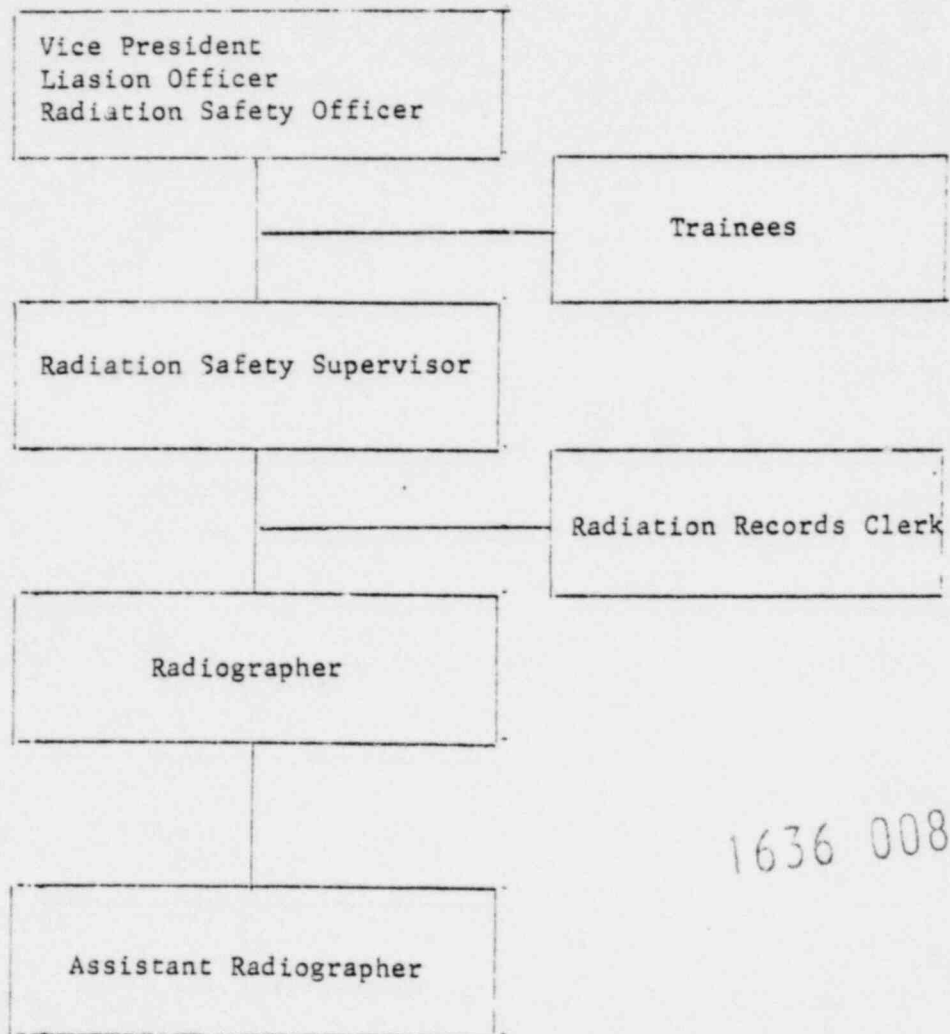 Vice President
Liasion Officer
Radiation Safety Officer
Trainees
Radiation Safety Supervisor
Radiation Records Clerk
Radiographer
1636 008
Assistant Radiographer